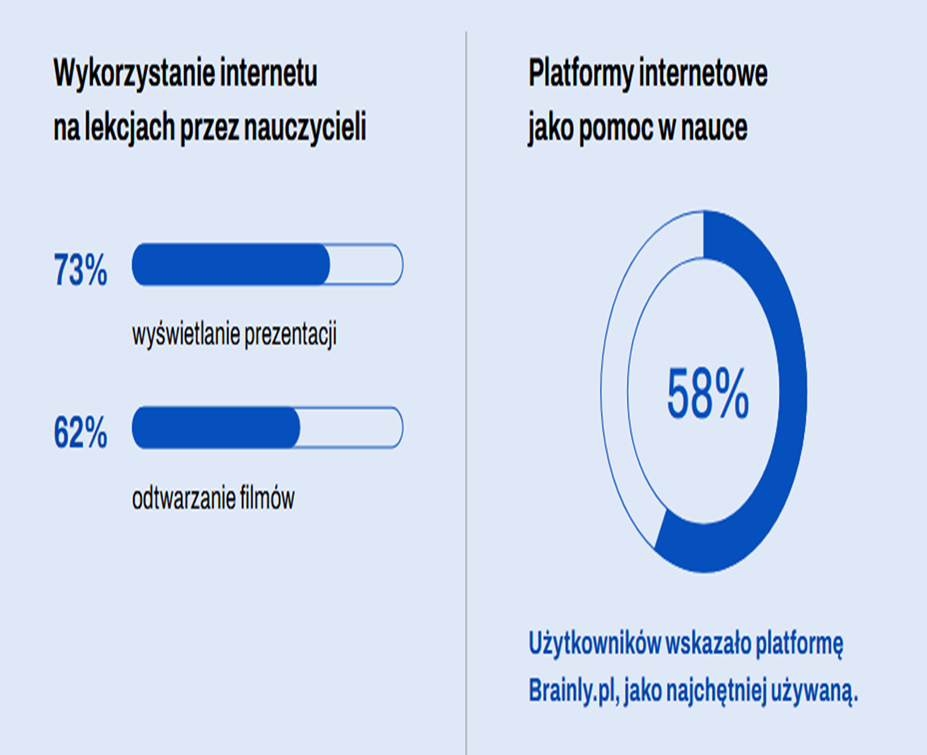 Wykorzystanie internetu
na lekcjach przez nauczycieli
73%
wyświetlanie prezentacji
62%
odtwarzanie filmów
Platformy internetowe
jako pomoc w nauce
58%
Użytkowników wskazało platformę
Brainly.pl, jako najchętniej używaną.